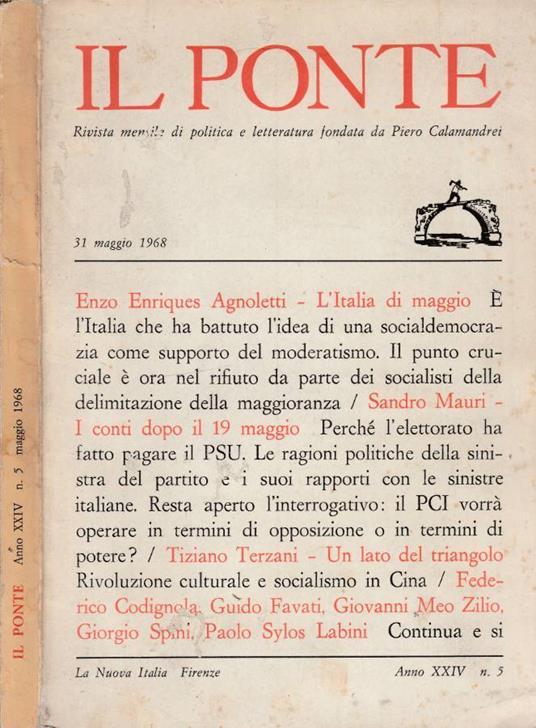 IL PONTE Anno XXIV n. 5 maggio 1968
IL PONTE
Rivista mensile di politica e letteratura fondata da Piero Calamandrei
31 maggio 1968
Enzo Enriques Agnoletti - L'Italia di maggio È
l'Italia che ha battuto l'idea di una socialdemocra-
zia come supporto del moderatismo. Il punto cru-
ciale è ora nel rifiuto da parte dei socialisti della
delimitazione della maggioranza / Sandro Mauri -
I conti dopo il 19 maggio Perché l'elettorato ha
fatto pagare il PSU. Le ragioni politiche della sini-
stra del partito e i suoi rapporti con le sinistre
italiane. Resta aperto l'interrogativo: il PCI vorrà
operare in termini di opposizione o in termini di
potere? / Tiziano Terzani - Un lato del triangolo
Rivoluzione culturale e socialismo in Cina / Fede-
rico Codignola, Guido Favati, Giovanni Meo Zilio,
Giorgio Spini, Paolo Sylos Labini Continua e si
La Nuova Italia Firenze Anno XXIV n. 5